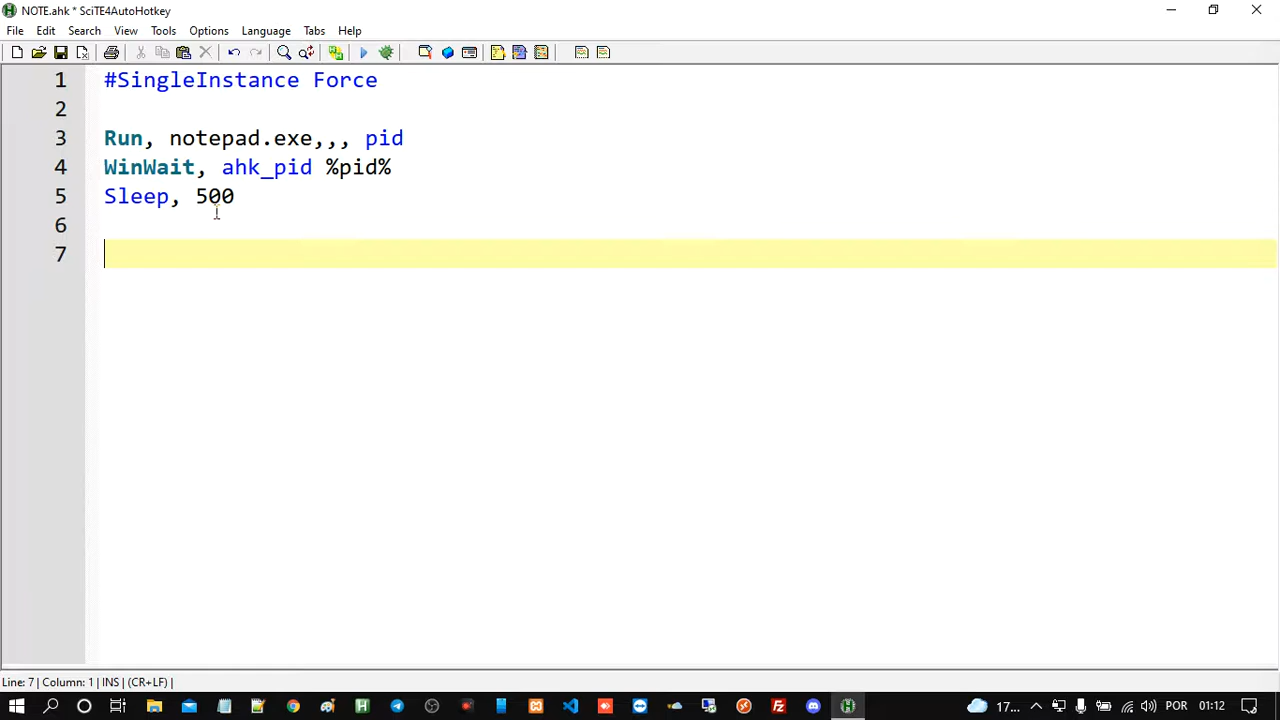 NOTE.ahk * SciTE4AutoHotkey
File Edit Search View Tools Options Language Tabs Help
1 #SingleInstance Force
2
3 Run, notepad.exe,,, pid
4 WinWait, ahk_pid %pid%
5 Sleep, 500
6
7
Line: 7 | Column: 1 | INS | (CR+LF) |
17... POR 01:12